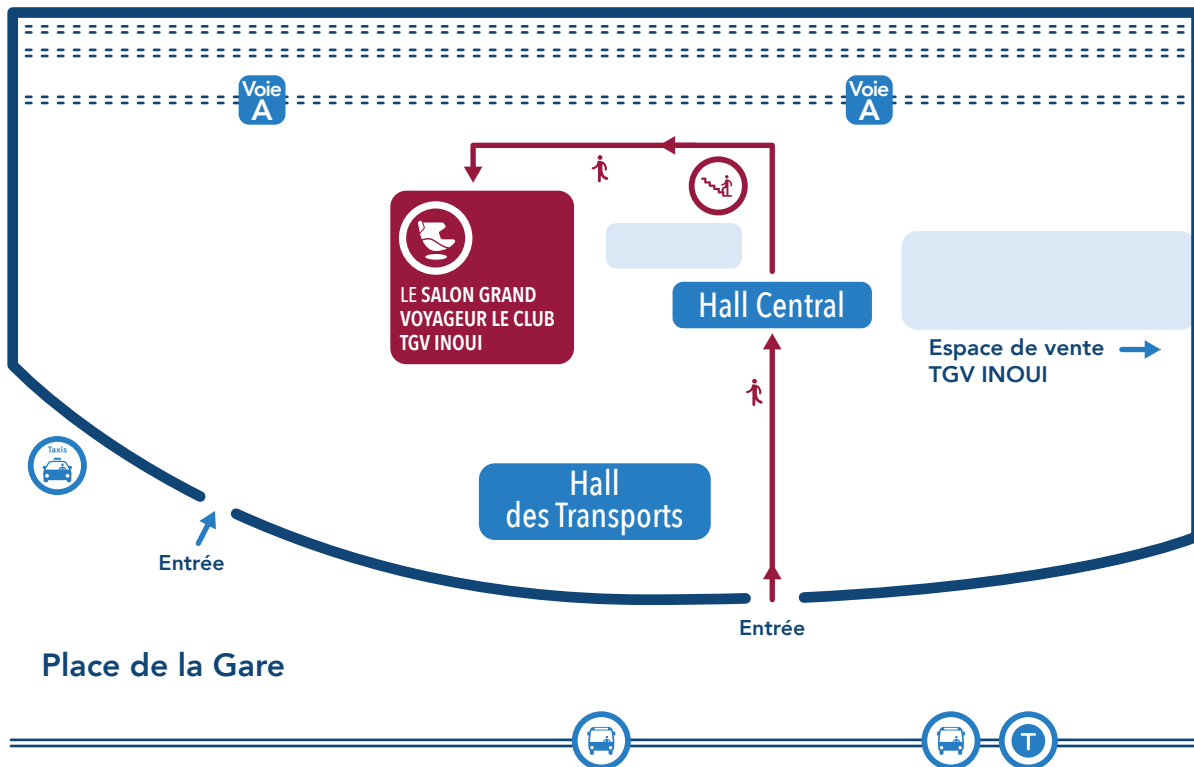 Voie
A
Voie
A
LE SALON GRAND
VOYAGEUR LE CLUB
TGV INOUI
Hall Central
Espace de vente
TGV INOUI
Taxis
Hall
des Transports
Entrée
Entrée
Place de la Gare
T